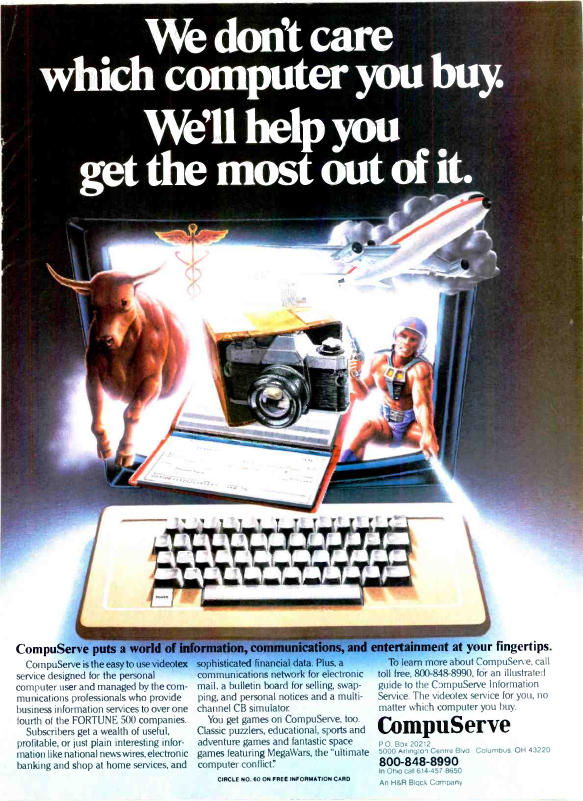 We don't care
which computer you buy.
We'll help you
get the most out of it.
POWER
CompuServe puts a world of information, communications, and entertainment at your fingertips.
CompuServe is the easy to use videotex
service designed for the personal
computer user and managed by the com-
munications professionals who provide
business information services to over one
fourth of the FORTUNE 500 companies.
Subscribers get a wealth of useful,
profitable, or just plain interesting infor-
mation like national news wires, electronic
banking and shop at home services, and
sophisticated financial data. Plus, a
communications network for electronic
mail, a bulletin board for selling, swap-
ping, and personal notices and a multi-
channel CB simulator.
You get games on CompuServe, too.
Classic puzzlers, educational, sports and
adventure games and fantastic space
games featuring MegaWars, the "ultimate
computer conflict."
To learn more about CompuServe, call
toll free, 800-848-8990, for an illustrated
guide to the CompuServe Information
Service. The videotex service for you, no
matter which computer you buy.
CompuServe
P.O. Box 20212
5000 Arlington Centre Blvd., Columbus, OH 43220
800-848-8990
In Ohio call 614-457-8650
An H&R Block Company
CIRCLE NO. 60 ON FREE INFORMATION CARD